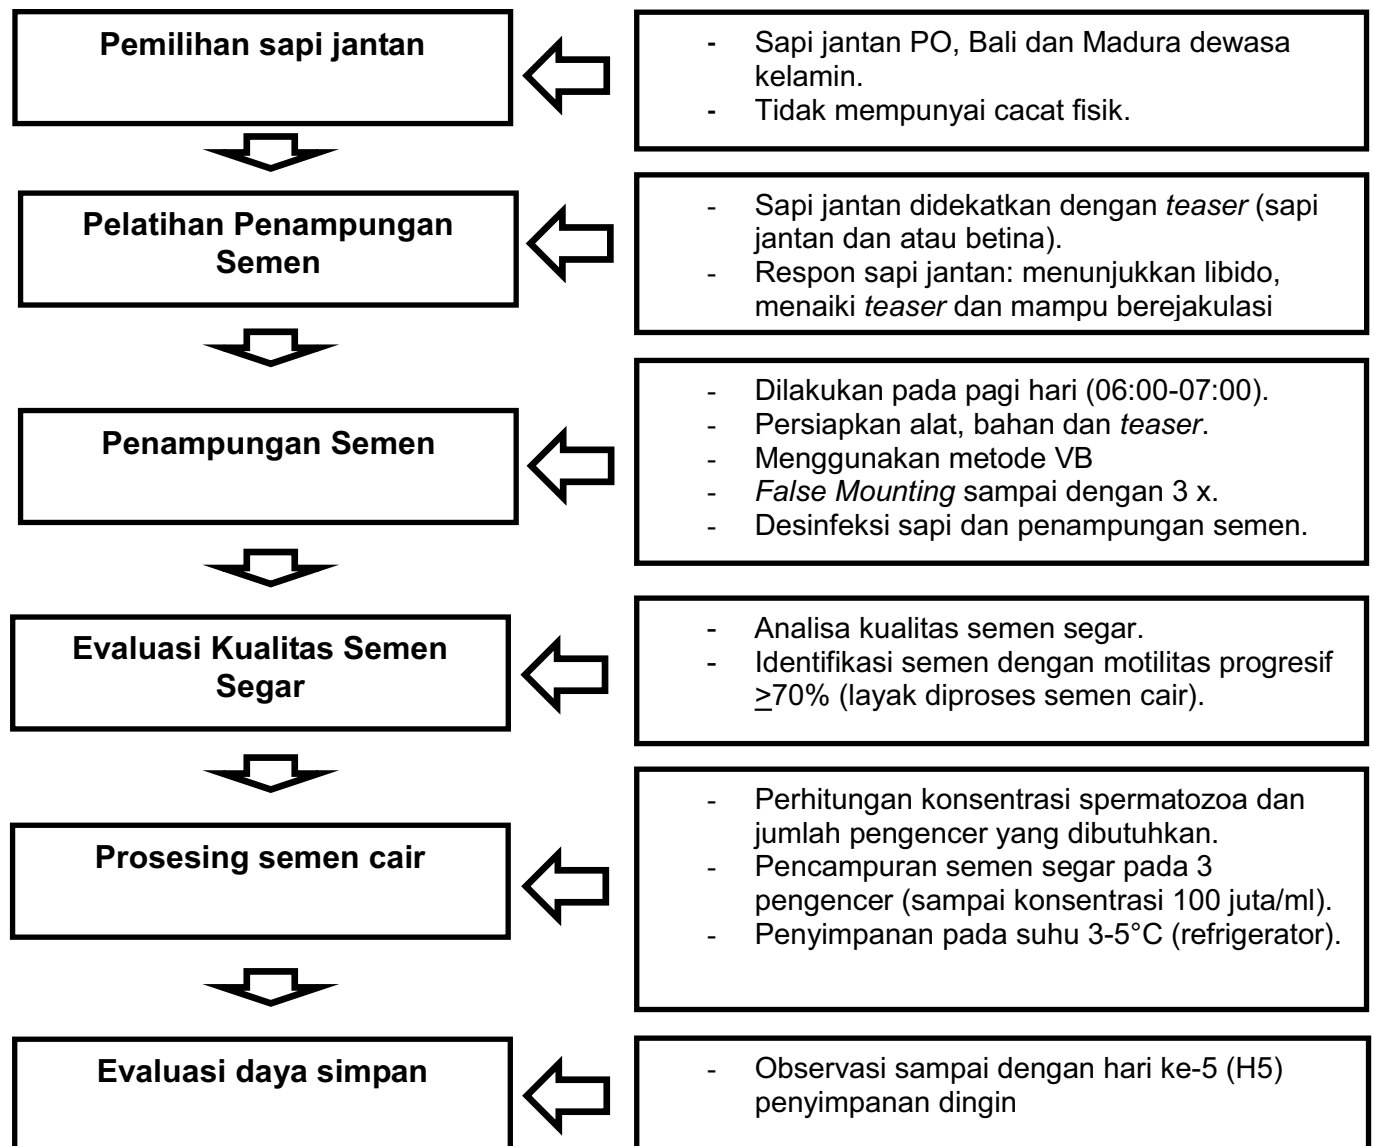 Pemilihan sapi jantan
- Sapi jantan PO, Bali dan Madura dewasa
kelamin.
- Tidak mempunyai cacat fisik.
Pelatihan Penampungan
Semen
- Sapi jantan didekatkan dengan teaser (sapi
jantan dan atau betina).
- Respon sapi jantan: menunjukkan libido,
menaiki teaser dan mampu berejakulasi
Penampungan Semen
- Dilakukan pada pagi hari (06:00-07:00).
- Persiapkan alat, bahan dan teaser.
- Menggunakan metode VB
- False Mounting sampai dengan 3 x.
- Desinfeksi sapi dan penampungan semen.
Evaluasi Kualitas Semen
Segar
- Analisa kualitas semen segar.
- Identifikasi semen dengan motilitas progresif
≥70% (layak diproses semen cair).
Prosesing semen cair
- Perhitungan konsentrasi spermatozoa dan
jumlah pengencer yang dibutuhkan.
- Pencampuran semen segar pada 3
pengencer (sampai konsentrasi 100 juta/ml).
- Penyimpanan pada suhu 3-5°C (refrigerator).
Evaluasi daya simpan
- Observasi sampai dengan hari ke-5 (H5)
penyimpanan dingin